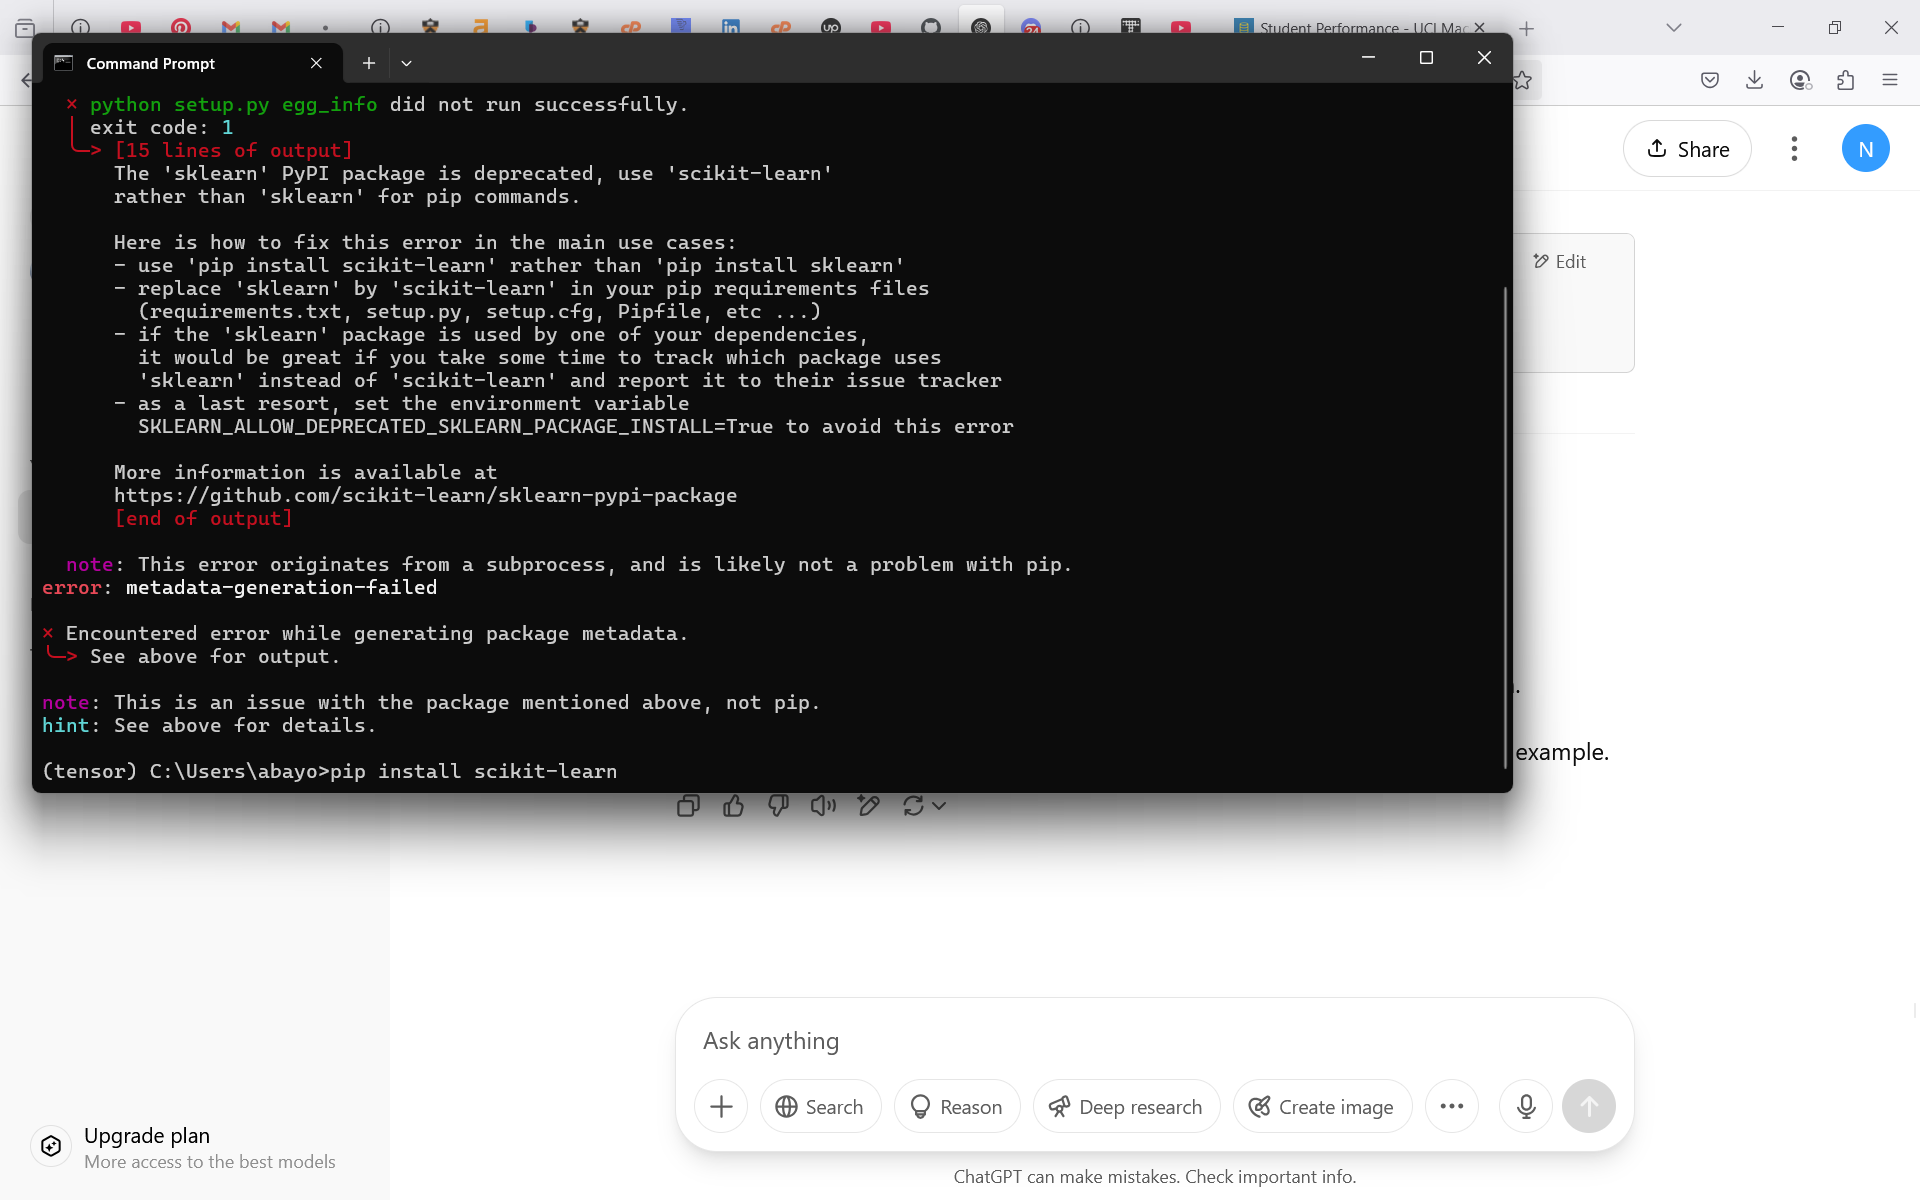 Student Performance - UCI Mac
Command Prompt
× python setup.py egg_info did not run successfully.
exit code: 1
╰─> [15 lines of output]
The 'sklearn' PyPI package is deprecated, use 'scikit-learn'
rather than 'sklearn' for pip commands.
Here is how to fix this error in the main use cases:
- use 'pip install scikit-learn' rather than 'pip install sklearn'
- replace 'sklearn' by 'scikit-learn' in your pip requirements files
(requirements.txt, setup.py, setup.cfg, Pipfile, etc ...)
- if the 'sklearn' package is used by one of your dependencies,
it would be great if you take some time to track which package uses
'sklearn' instead of 'scikit-learn' and report it to their issue tracker
- as a last resort, set the environment variable
SKLEARN_ALLOW_DEPRECATED_SKLEARN_PACKAGE_INSTALL=True to avoid this error
More information is available at
https://github.com/scikit-learn/sklearn-pypi-package
[end of output]
note: This error originates from a subprocess, and is likely not a problem with pip.
error: metadata-generation-failed
× Encountered error while generating package metadata.
╰─> See above for output.
note: This is an issue with the package mentioned above, not pip.
hint: See above for details.
(tensor) C:\Users\abayo>pip install scikit-learn
Share
N
Edit
example.
Ask anything
Search
Reason
Deep research
Create image
Upgrade plan
More access to the best models
ChatGPT can make mistakes. Check important info.